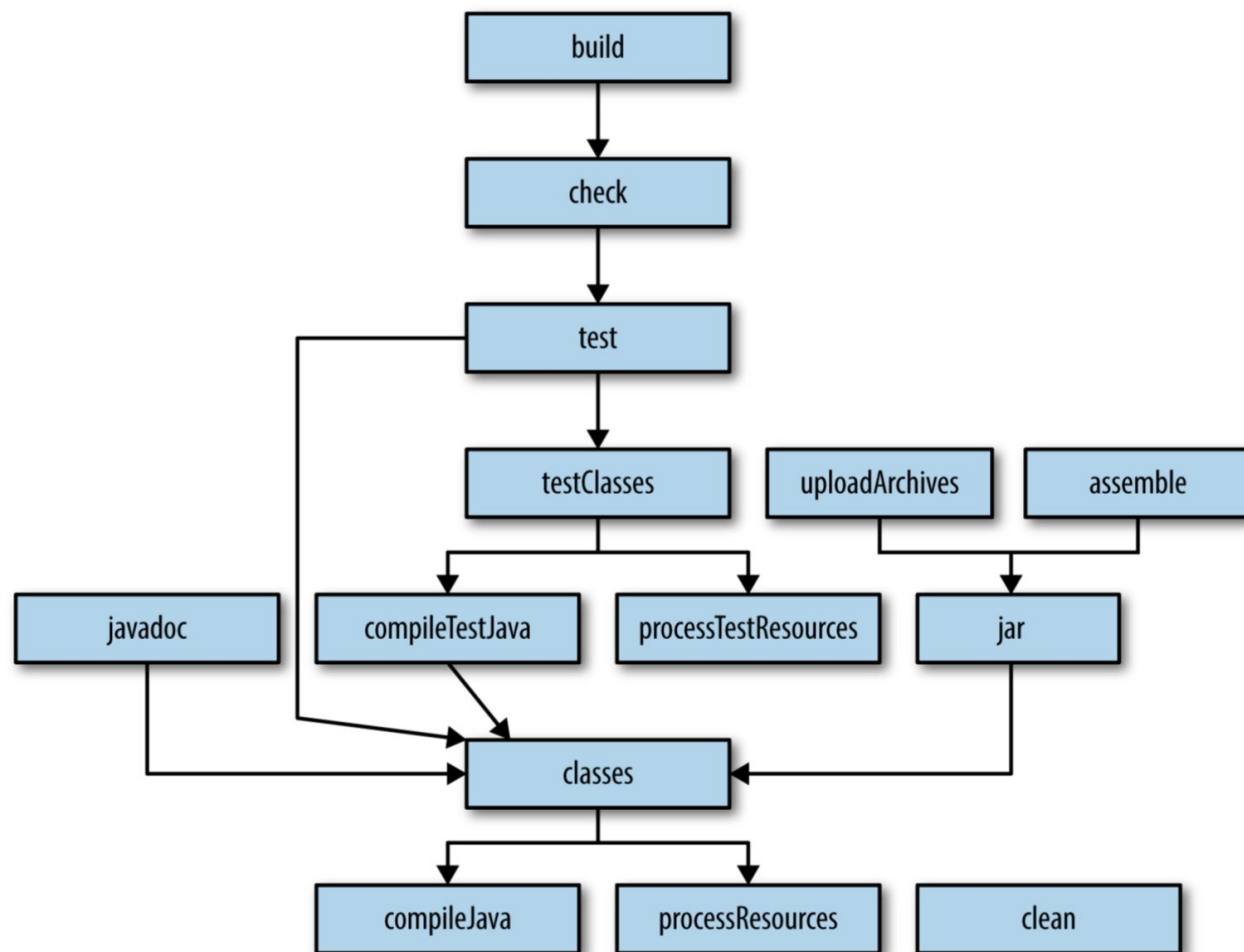 build
check
test
testClasses
uploadArchives
assemble
javadoc
compileTestJava
processTestResources
jar
classes
compileJava
processResources
clean